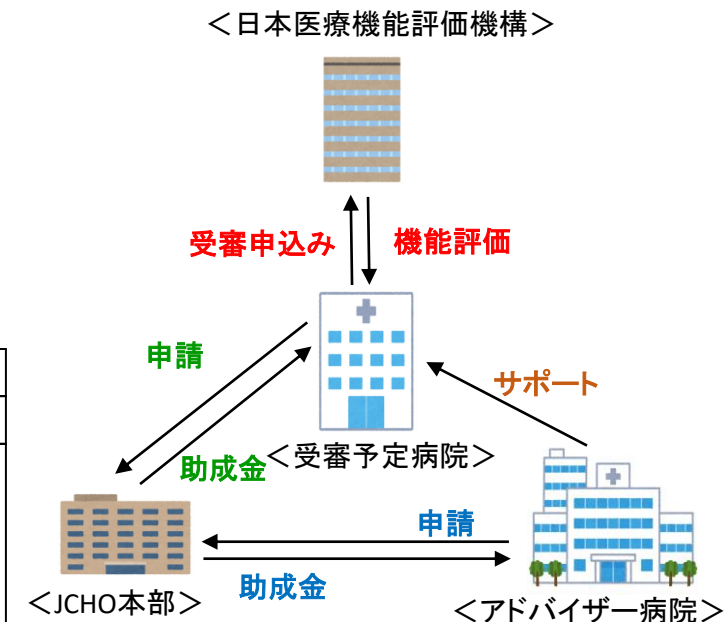 ＜日本医療機能評価機構＞
受審申込み
機能評価
申請
サポート
助成金
＜受審予定病院＞
申請
助成金
＜JCHO本部＞
＜アドバイザー病院＞